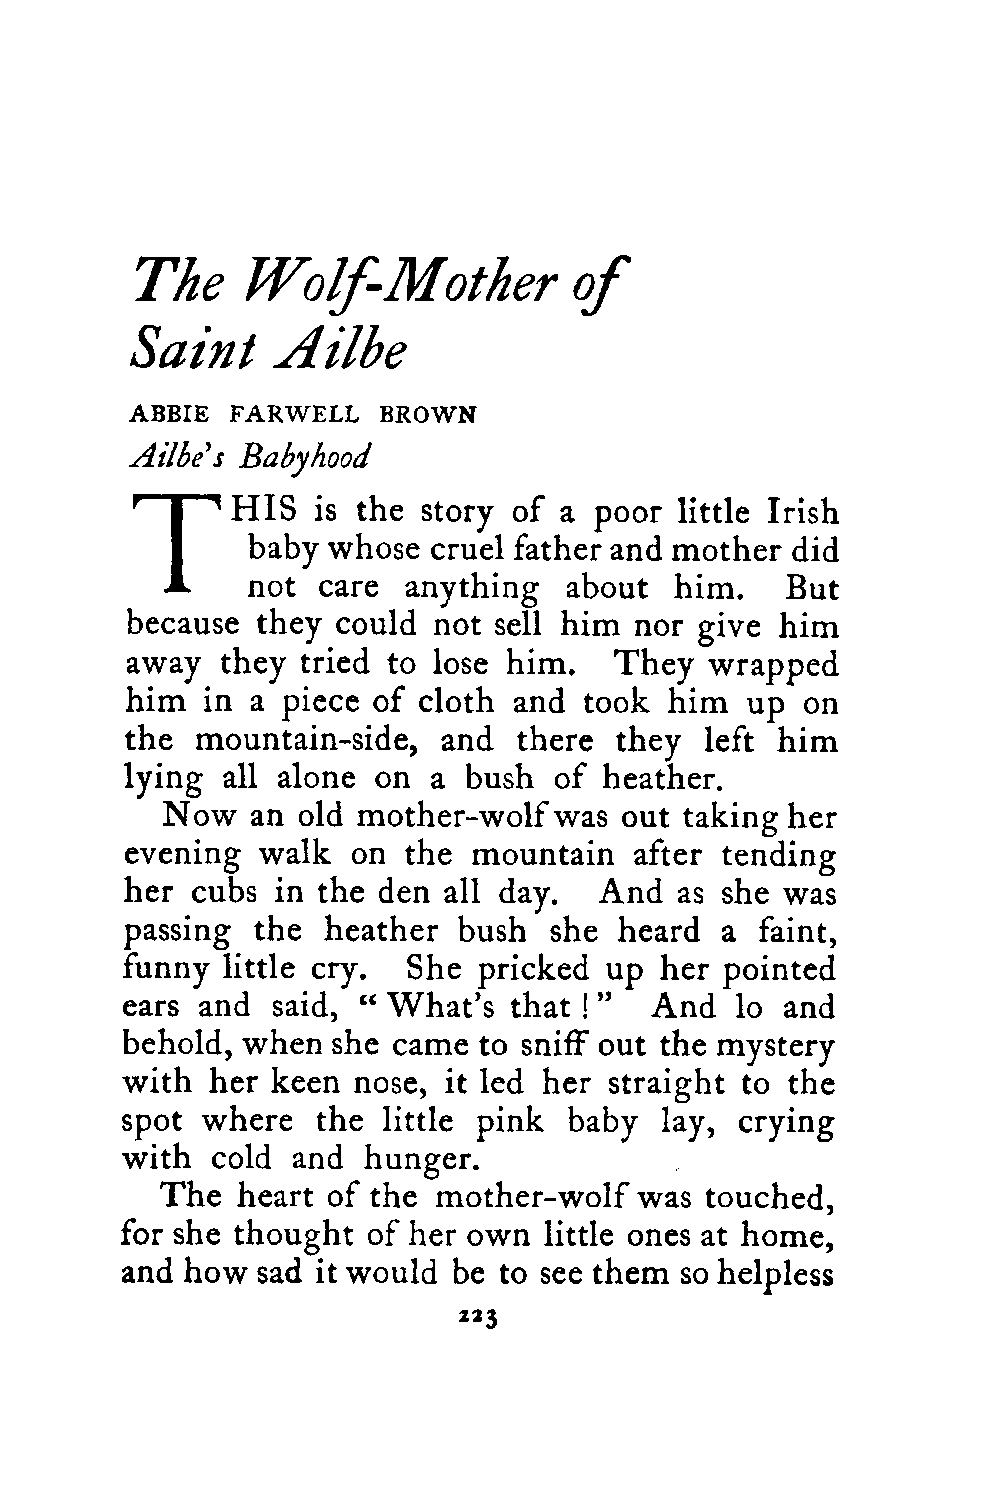 The Wolf-Mother of
Saint Ailbe
ABBIE FARWELL BROWN
Ailbe's Babyhood
THIS is the story of a poor little Irish
baby whose cruel father and mother did
not care anything about him. But
because they could not sell him nor give him
away they tried to lose him. They wrapped
him in a piece of cloth and took him up on
the mountain-side, and there they left him
lying all alone on a bush of heather.
Now an old mother-wolf was out taking her
evening walk on the mountain after tending
her cubs in the den all day. And as she was
passing the heather bush she heard a faint,
funny little cry. She pricked up her pointed
ears and said, “ What's that ! ” And lo and
behold, when she came to sniff out the mystery
with her keen nose, it led her straight to the
spot where the little pink baby lay, crying
with cold and hunger.
The heart of the mother-wolf was touched,
for she thought of her own little ones at home,
and how sad it would be to see them so helpless
223